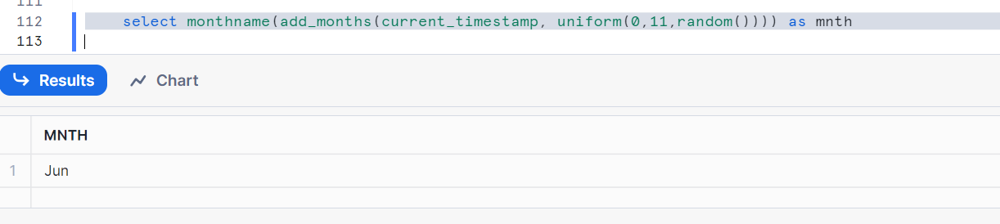 111
112 select monthname(add_months(current_timestamp, uniform(0,11,random()))) as mnth
113
Results Chart
MNTH
1 Jun